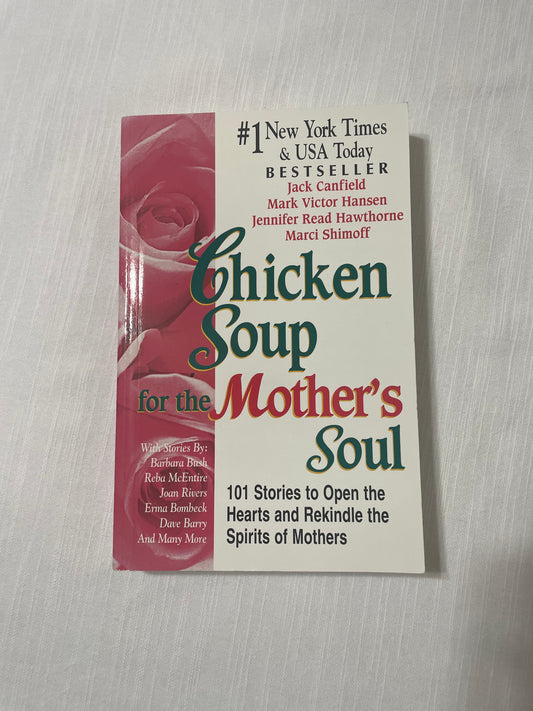 #1 New York Times
& USA Today
BESTSELLER
Jack Canfield
Mark Victor Hansen
Jennifer Read Hawthorne
Marci Shimoff
Chicken
Soup
for the Mother's
Soul
With Stories By:
Barbara Bush
Reba McEntire
Joan Rivers
Erma Bombeck
Dave Barry
And Many More
101 Stories to Open the
Hearts and Rekindle the
Spirits of Mothers